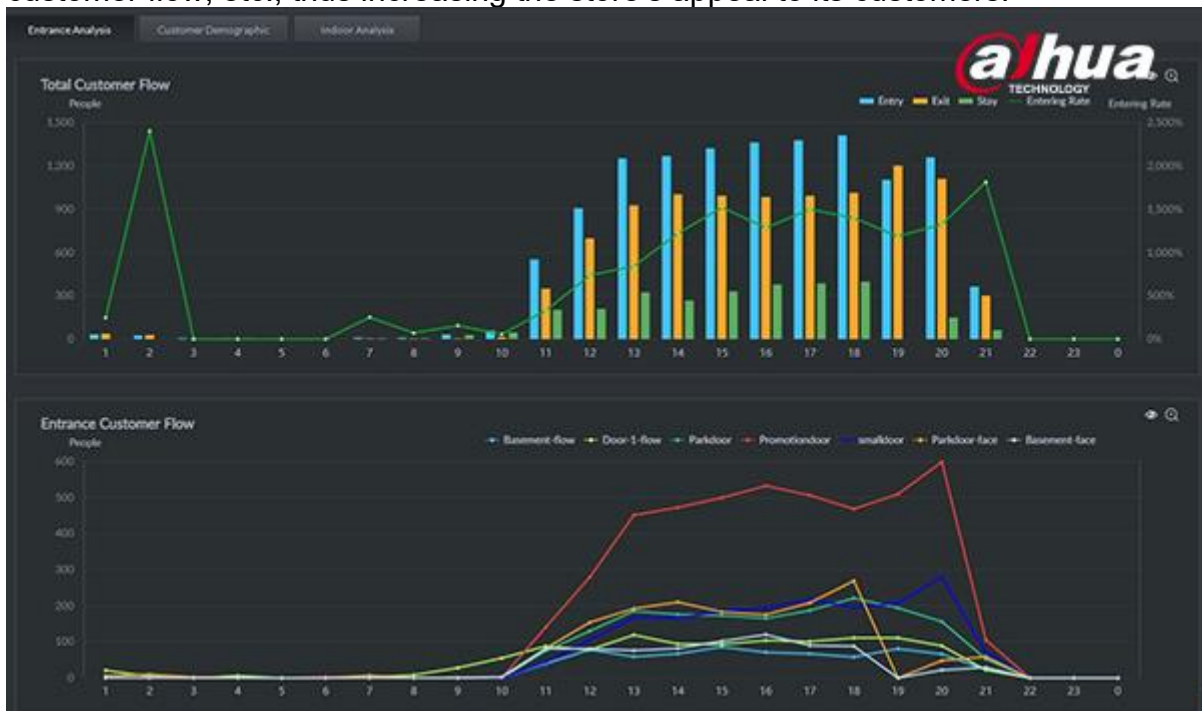 customer flow, etc., thus increasing the store's appeal to its customers.
Entrance Analysis Customer Demographic Indoor Analysis
alhua
TECHNOLOGY
Total Customer Flow
People
Entry Exit Stay Entering Rate Entering Rate
1,500 2,500%
1,200 2,000%
900 1,500%
600 1,000%
300 500%
0 0%
1 2 3 4 5 6 7 8 9 10 11 12 13 14 15 16 17 18 19 20 21 22 23 0
Entrance Customer Flow
People
Basement-flow Door-1-flow Parkdoor Promotiondoor smalldoor Parkdoor-face Basement-face
600
500
400
300
200
100
0
1 2 3 4 5 6 7 8 9 10 11 12 13 14 15 16 17 18 19 20 21 22 23 0